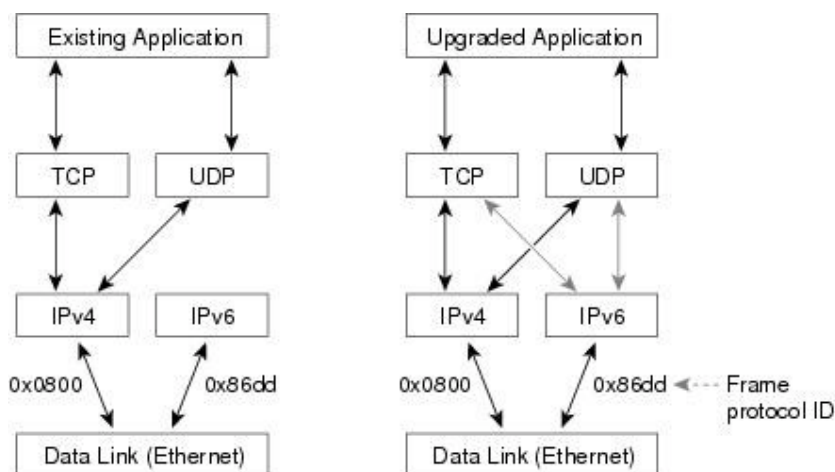 Existing Application
Upgraded Application
TCP
UDP
TCP
UDP
IPv4
IPv6
IPv4
IPv6
0x0800
0x86dd
0x0800
0x86dd
Frame
protocol ID
Data Link (Ethernet)
Data Link (Ethernet)